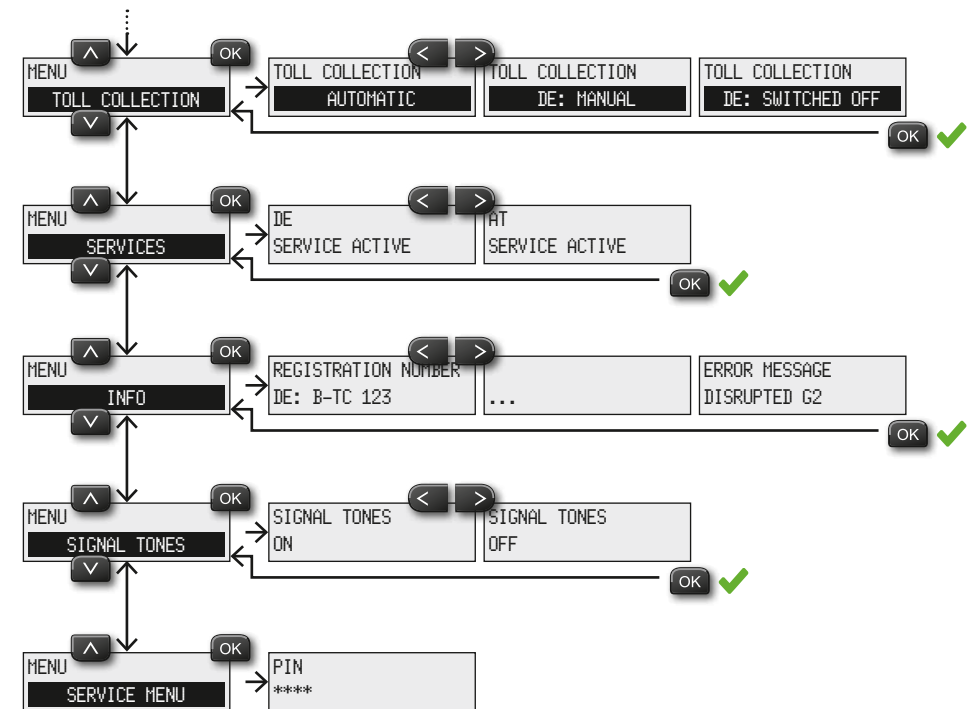 OK
MENU
TOLL COLLECTION
TOLL COLLECTION
AUTOMATIC
TOLL COLLECTION
DE: MANUAL
TOLL COLLECTION
DE: SWITCHED OFF
OK
OK
MENU
SERVICES
DE
SERVICE ACTIVE
AT
SERVICE ACTIVE
OK
OK
MENU
INFO
REGISTRATION NUMBER
DE: B-TC 123
...
ERROR MESSAGE
DISRUPTED G2
OK
OK
MENU
SIGNAL TONES
SIGNAL TONES
ON
SIGNAL TONES
OFF
OK
OK
MENU
SERVICE MENU
PIN
****